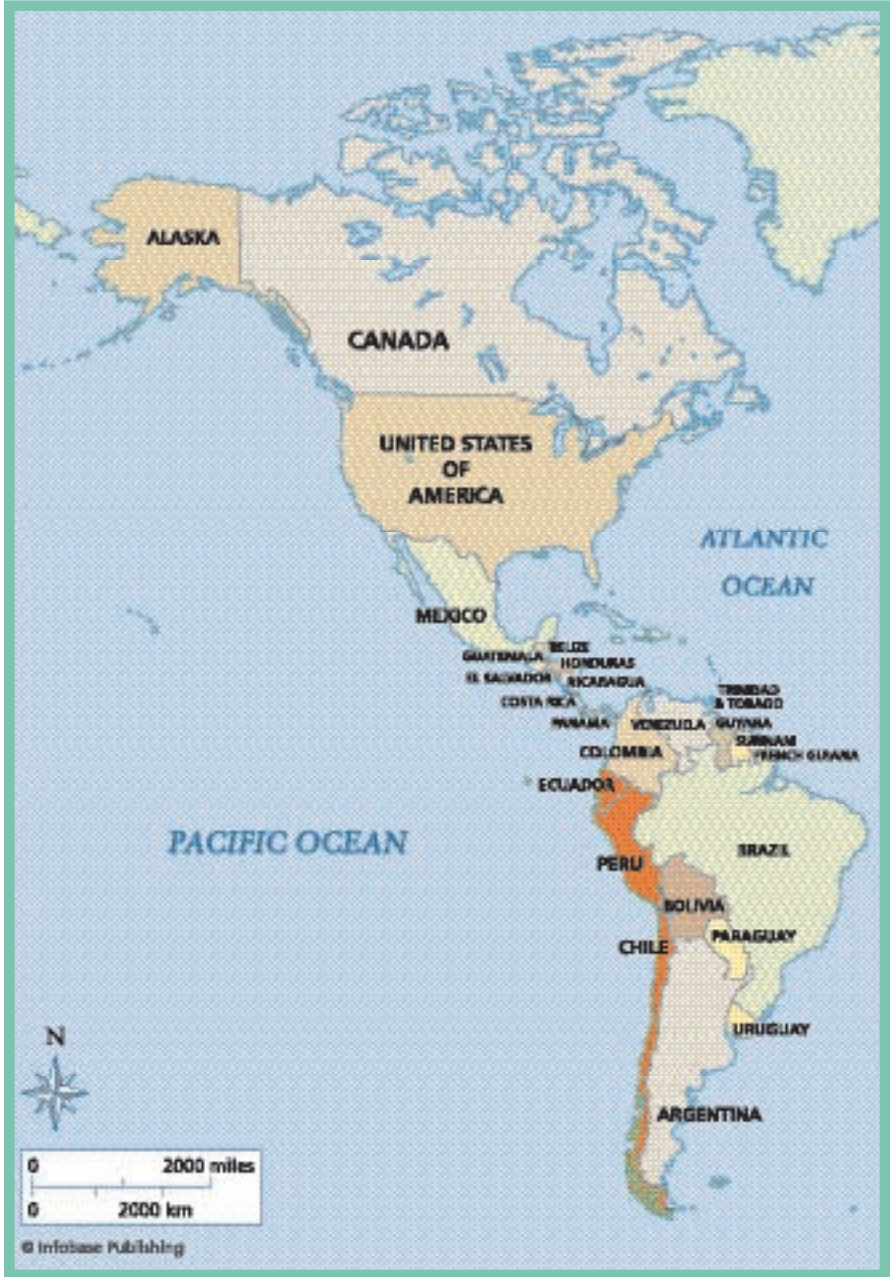 ALASKA
CANADA
UNITED STATES
OF
AMERICA
ATLANTIC
OCEAN
MEXICO
BELIZE
GUATEMALA
HONDURAS
EL SALVADOR
NICARAGUA
COSTA RICA
TRINIDAD
& TOBAGO
PANAMA
VENEZUELA
GUYANA
SURINAM
COLOMBIA
FRENCH GUIANA
ECUADOR
PACIFIC OCEAN
BRAZIL
PERU
BOLIVIA
PARAGUAY
CHILE
N
URUGUAY
ARGENTINA
0 2000 miles
0 2000 km
© Infobase Publishing